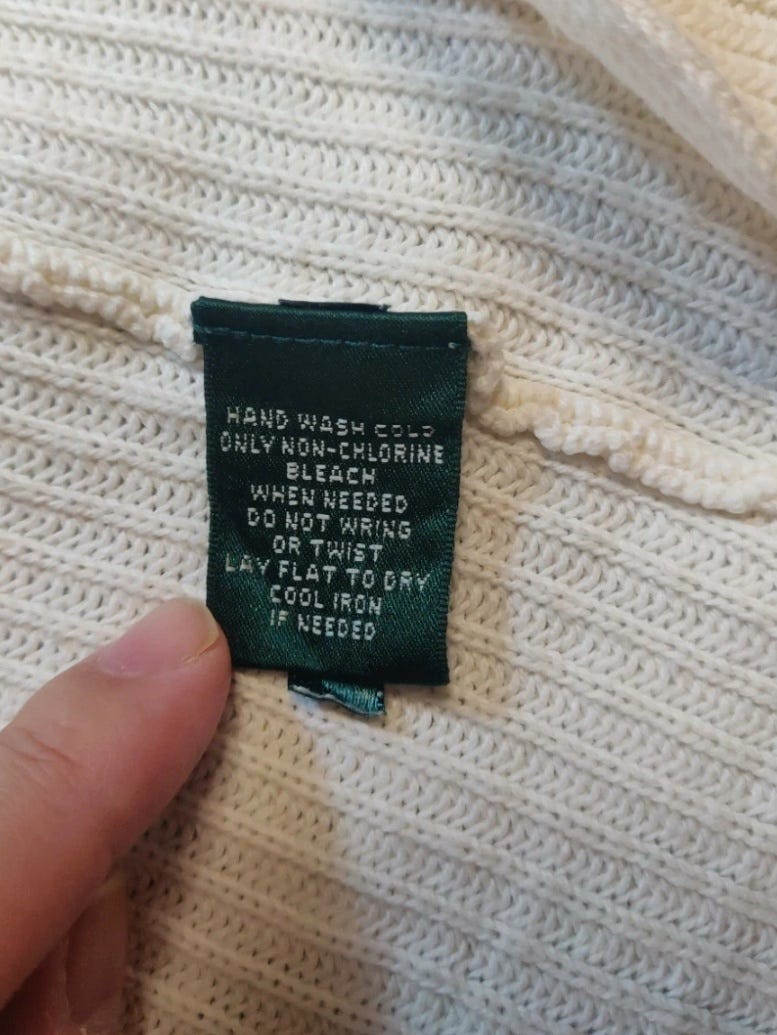 HAND WASH COLD
ONLY NON-CHLORINE
BLEACH
WHEN NEEDED
DO NOT WRING
OR TWIST
LAY FLAT TO DRY
COOL IRON
IF NEEDED